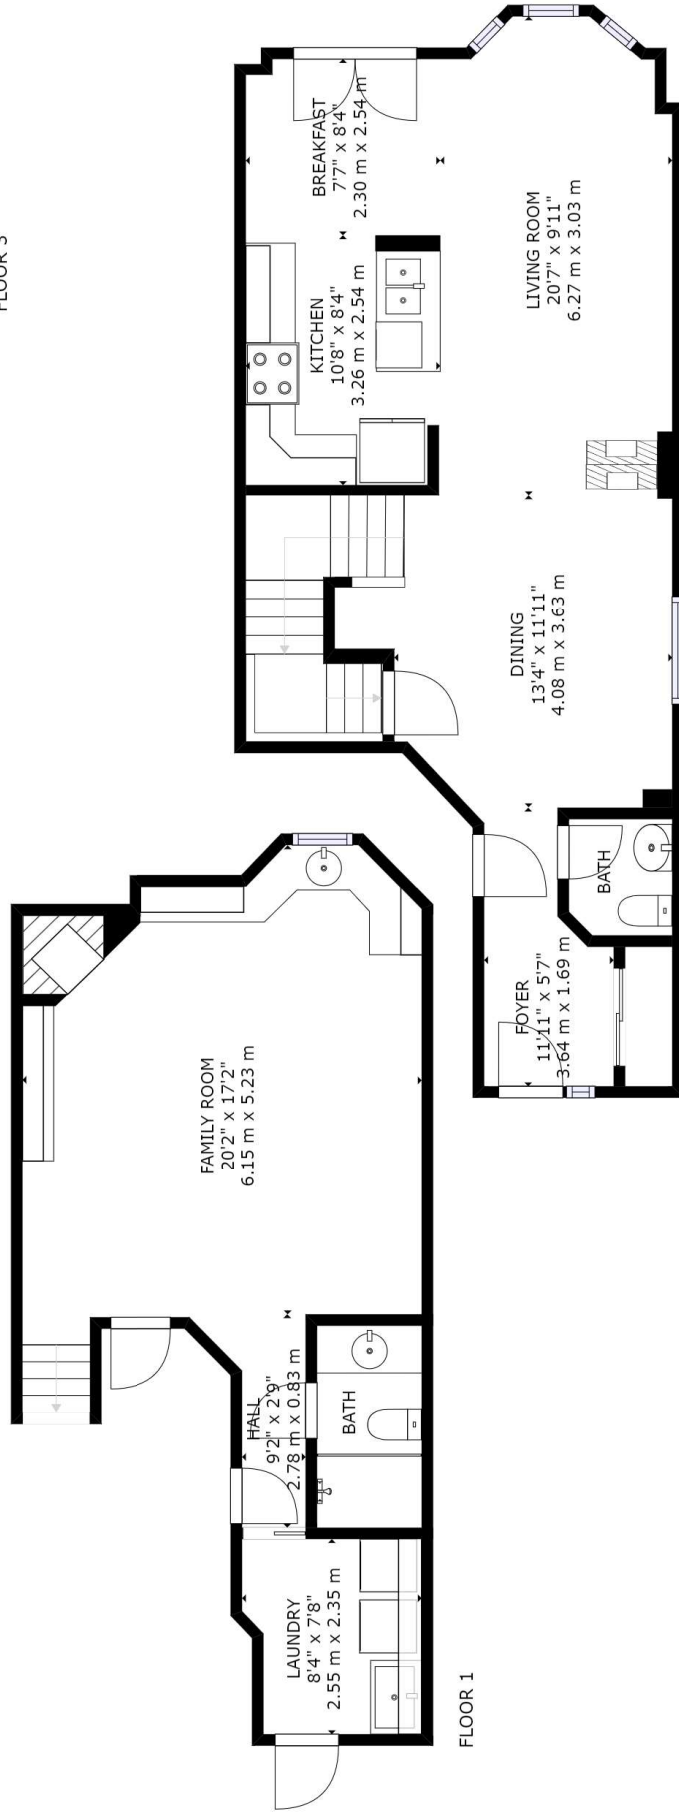 BREAKFAST
7'7" x 8'4"
2.30 m x 2.54 m
KITCHEN
10'8" x 8'4"
3.26 m x 2.54 m
LIVING ROOM
20'7" x 9'11"
6.27 m x 3.03 m
DINING
13'4" x 11'11"
4.08 m x 3.63 m
BATH
FOYER
11'11" x 5'7"
3.64 m x 1.69 m
FAMILY ROOM
20'2" x 17'2"
6.15 m x 5.23 m
HALL
9'2" x 2'9"
2.78 m x 0.83 m
BATH
LAUNDRY
8'4" x 7'8"
2.55 m x 2.35 m
FLOOR 1